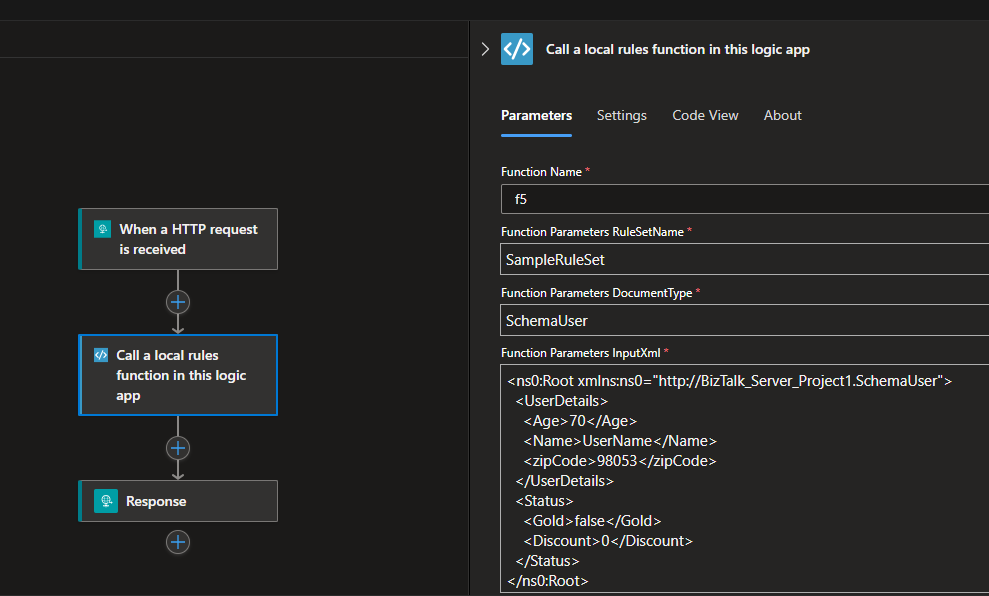 When a HTTP request
is received
</> Call a local rules
function in this logic
app
Response
> </> Call a local rules function in this logic app
Parameters Settings Code View About
Function Name *
f5
Function Parameters RuleSetName *
SampleRuleSet
Function Parameters DocumentType *
SchemaUser
Function Parameters InputXml *
<ns0:Root xmlns:ns0="http://BizTalk_Server_Project1.SchemaUser">
<UserDetails>
<Age>70</Age>
<Name>UserName</Name>
<zipCode>98053</zipCode>
</UserDetails>
<Status>
<Gold>false</Gold>
<Discount>0</Discount>
</Status>
</ns0:Root>